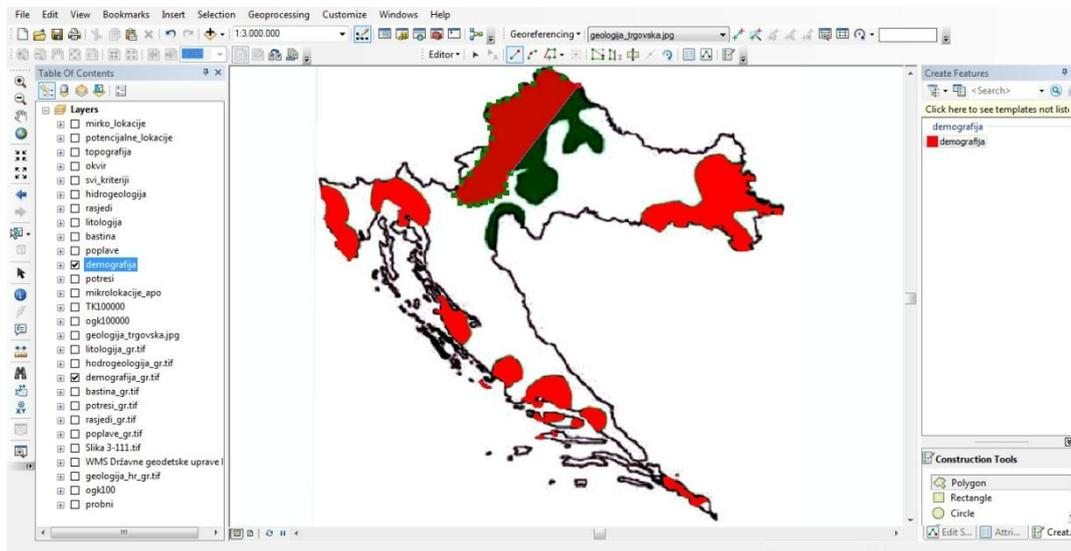 File Edit View Bookmarks Insert Selection Geoprocessing Customize Windows Help
1:3.000.000
Georeferencing geologija_trgovska.jpg
Editor
Table Of Contents
Layers
mirko_lokacije
potencijalne_lokacije
topografija
okvir
svi_kriteriji
hidrogeologija
rasjedi
litologija
bastina
poplave
demografija
potresi
mikrolokacije_apo
TK100000
ogk100000
geologija_trgovska.jpg
litologija_gr.tif
hodrogeologija_gr.tif
demografija_gr.tif
bastina_gr.tif
potresi_gr.tif
rasjedi_gr.tif
poplave_gr.tif
Slika 3-111.tif
WMS Državne geodetske uprave
geologija_hr_gr.tif
ogk100
probni
Create Features
<Search>
Click here to see templates not list
demografija
demografija
Construction Tools
Polygon
Rectangle
Circle
Edit S... Attri... Creat.